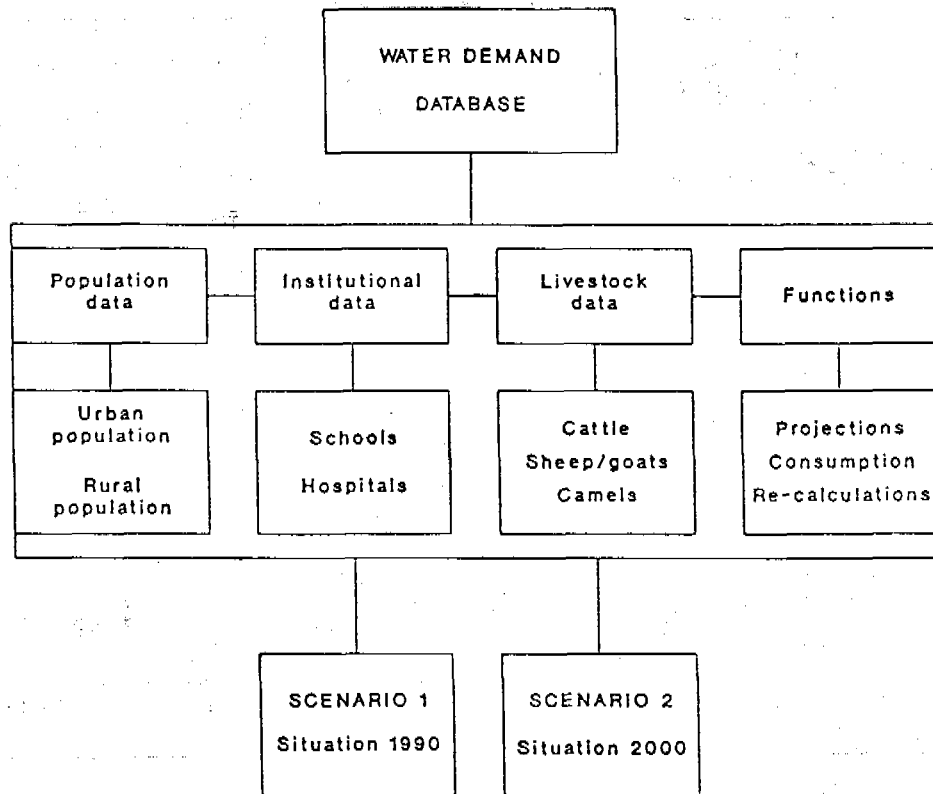 WATER DEMAND
DATABASE
Population
data
Institutional
data
Livestock
data
Functions
Urban
population
Rural
population
Schools
Hospitals
Cattle
Sheep/goats
Camels
Projections
Consumption
Re-calculations
SCENARIO 1
Situation 1990
SCENARIO 2
Situation 2000